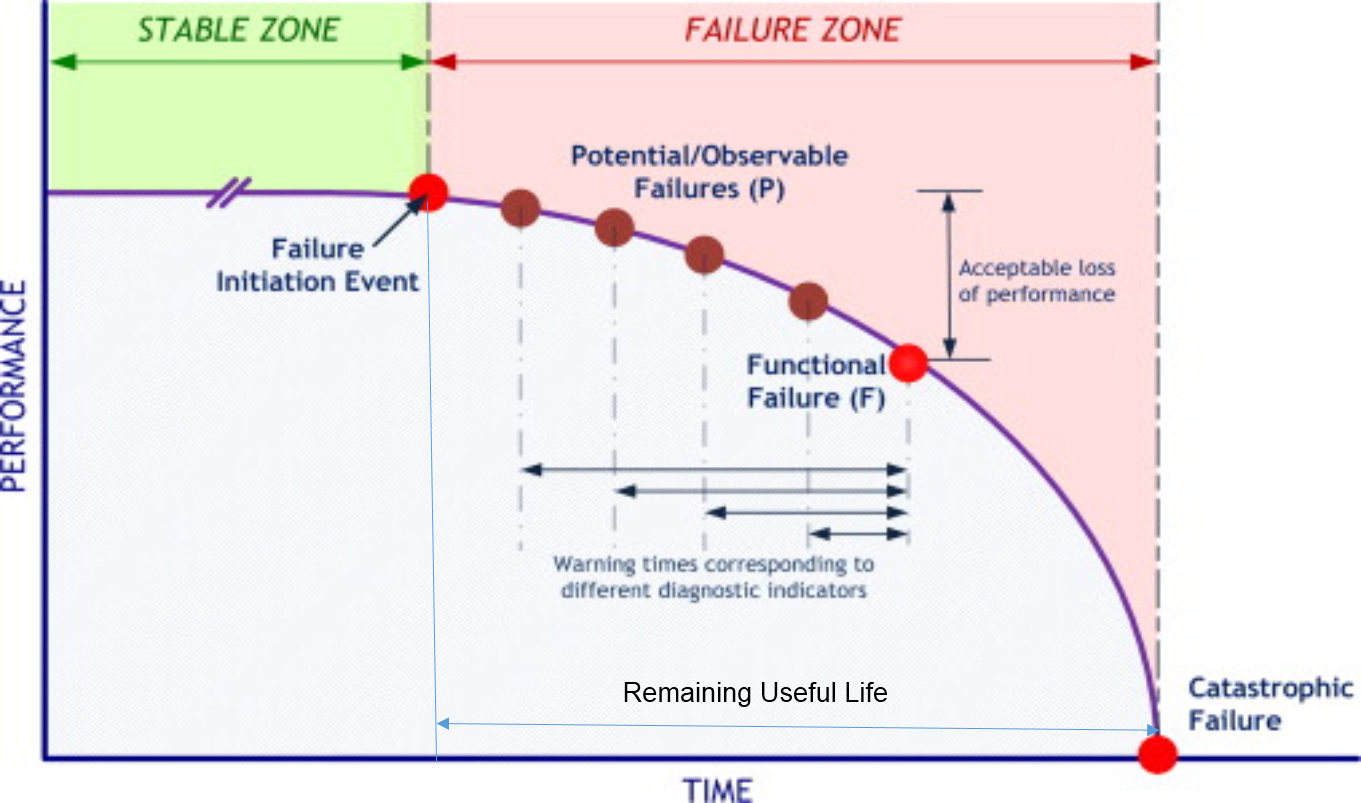 STABLE ZONE
FAILURE ZONE
Potential/Observable
Failures (P)
Failure
Initiation Event
Acceptable loss
of performance
Functional
Failure (F)
PERFORMANCE
Warning times corresponding to
different diagnostic indicators
Remaining Useful Life
Catastrophic
Failure
TIME